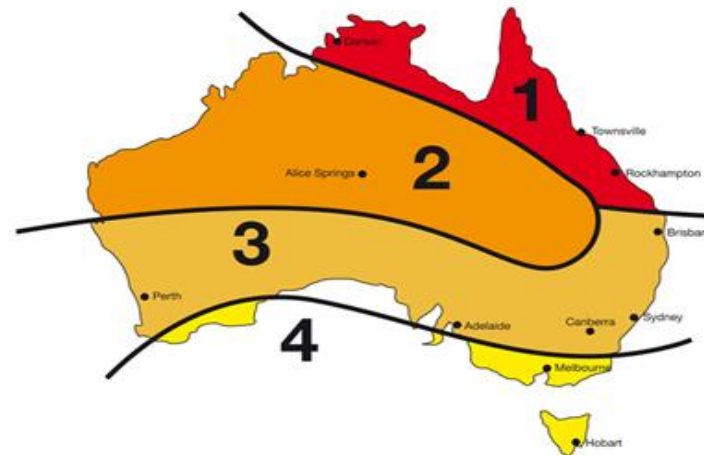 Darwin
1
Townsville
2
Alice Springs
Rockhampton
Brisban
3
Perth
Sydney
Adelaide
Canberra
4
Melbourne
Hobart